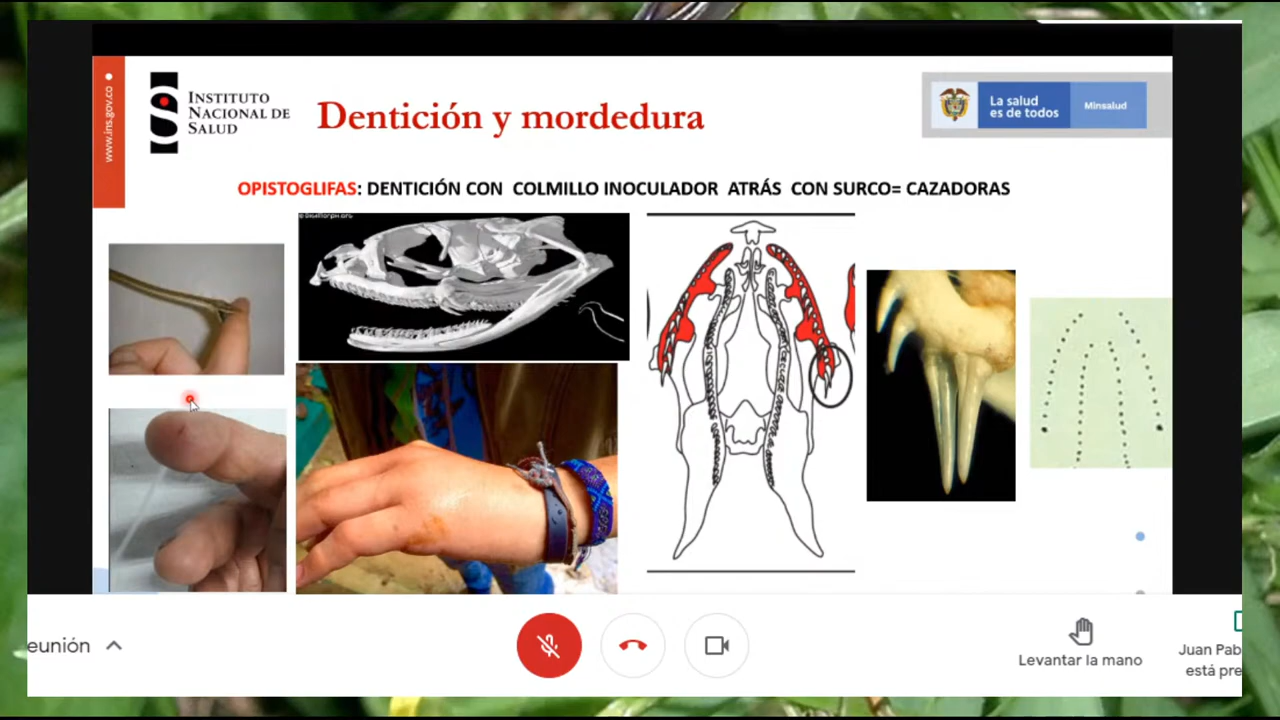 www.ins.gov.co
INSTITUTO
NACIONAL DE
SALUD
Dentición y mordedura
La salud
es de todos
Minsalud
OPISTOGLIFAS: DENTICIÓN CON COLMILLO INOCULADOR ATRÁS CON SURCO= CAZADORAS
eunión
Levantar la mano
Juan Pab
está pre